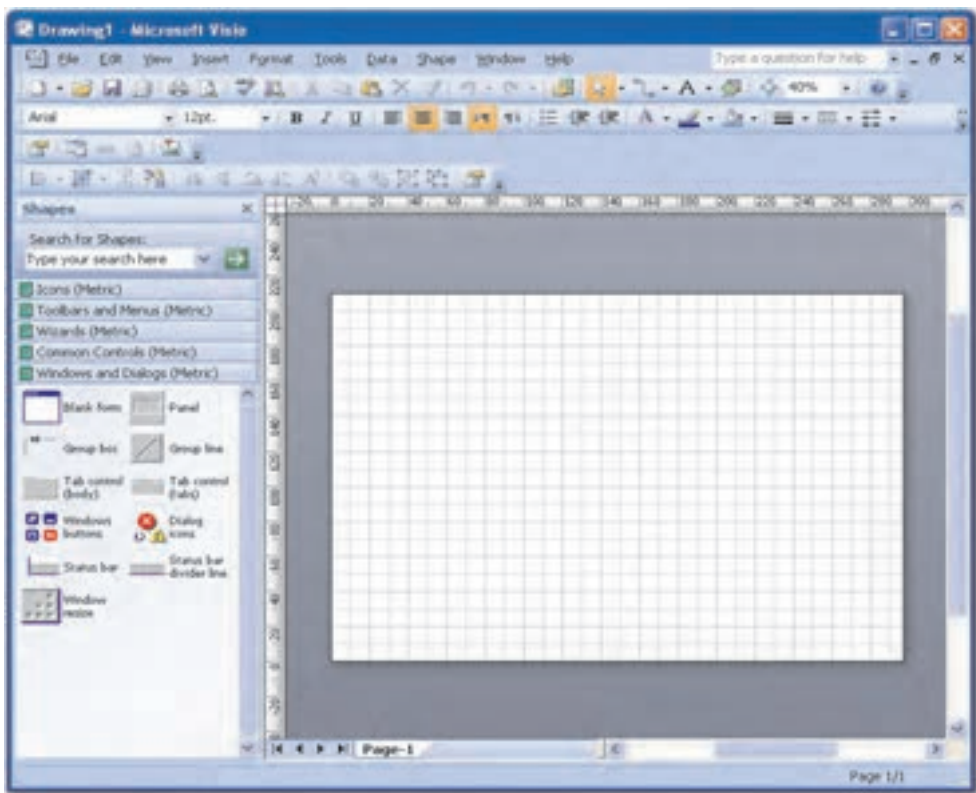 Drawing1 - Microsoft Visio
File Edit View Insert Format Tools Data Shape Window Help Type a question for help
40%
Arial 12pt. B I U A
Shapes
Search for Shapes:
Type your search here
Icons (Metric)
Toolbars and Menus (Metric)
Wizards (Metric)
Common Controls (Metric)
Windows and Dialogs (Metric)
Blank form Panel
Group box Group line
Tab control (body) Tab control (tabs)
Windows buttons Dialog icons
Status bar Status bar divider line
Window resize
Page-1
Page 1/1